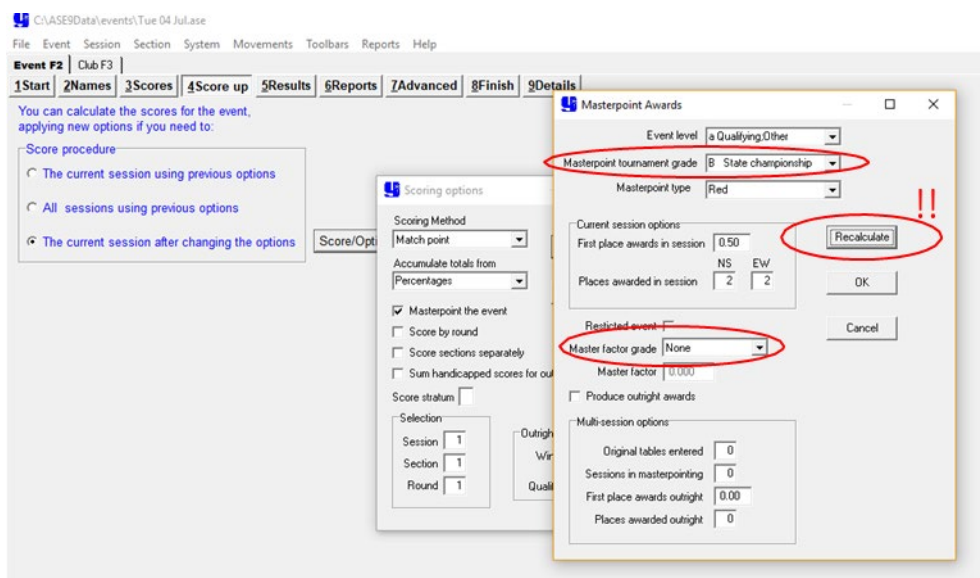 C:\ASE9Data\events\Tue 04 Jul.ase
File Event Session Section System Movements Toolbars Reports Help
Event F2 Club F3
1Start 2Names 3Scores 4Score up 5Results 6Reports 7Advanced 8Finish 9Details
You can calculate the scores for the event,
applying new options if you need to:
Score procedure
The current session using previous options
All sessions using previous options
The current session after changing the options
Score/Opti
Scoring options
Scoring Method
Match point
Accumulate totals from
Percentages
Masterpoint the event
Score by round
Score sections separately
Sum handicapped scores for ou
Score stratum
Selection
Session 1
Section 1
Round 1
Outrigh
Wir
Quali
Masterpoint Awards
Event level a Qualifying;Other
Masterpoint tournament grade B State championship
Masterpoint type Red
!!
Current session options
First place awards in session 0.50
NS EW
Places awarded in session 2 2
Recalculate
OK
Cancel
Resticted event
Master factor grade None
Master factor 0.000
Produce outright awards
Multi-session options
Original tables entered 0
Sessions in masterpointing 0
First place awards outright 0.00
Places awarded outright 0